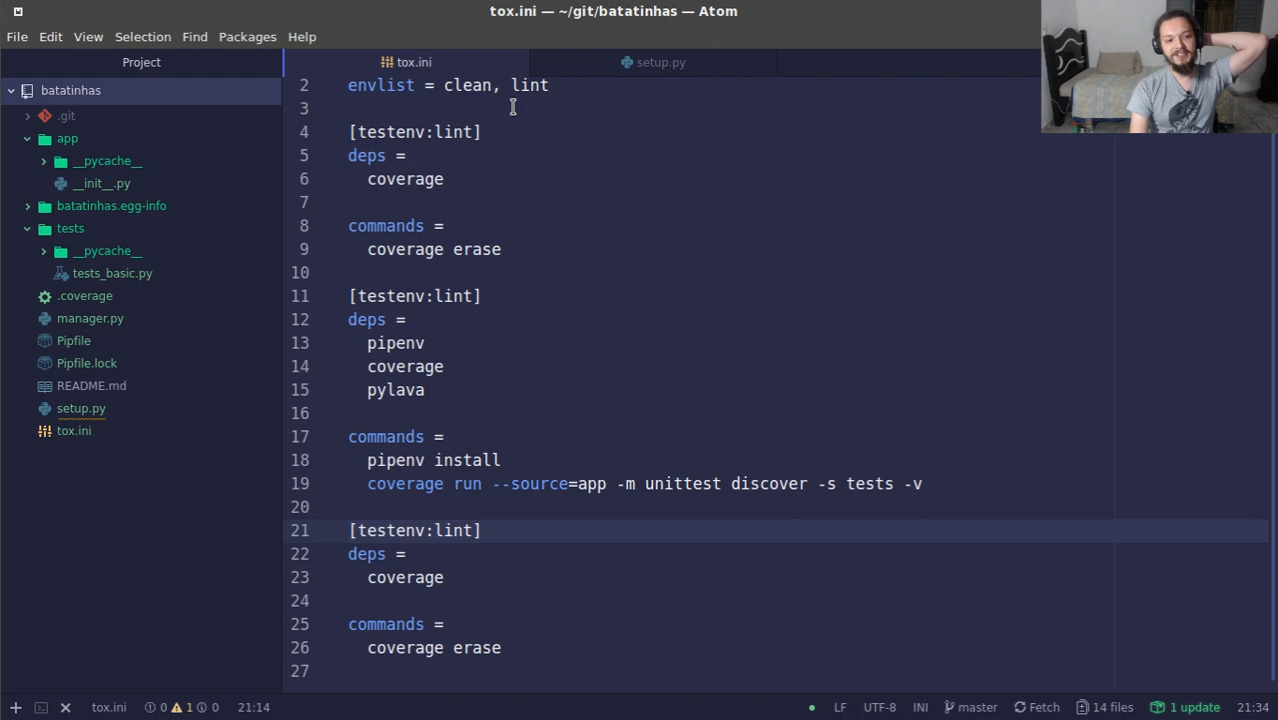 tox.ini — ~/git/batatinhas — Atom
File Edit View Selection Find Packages Help
Project
tox.ini
setup.py
batatinhas
.git
app
__pycache__
__init__.py
batatinhas.egg-info
tests
__pycache__
tests_basic.py
.coverage
manager.py
Pipfile
Pipfile.lock
README.md
setup.py
tox.ini
2 envlist = clean, lint
3
4 [testenv:lint]
5 deps =
6 coverage
7
8 commands =
9 coverage erase
10
11 [testenv:lint]
12 deps =
13 pipenv
14 coverage
15 pylava
16
17 commands =
18 pipenv install
19 coverage run --source=app -m unittest discover -s tests -v
20
21 [testenv:lint]
22 deps =
23 coverage
24
25 commands =
26 coverage erase
27
tox.ini 0 1 0 21:14 LF UTF-8 INI master Fetch 14 files 1 update 21:34